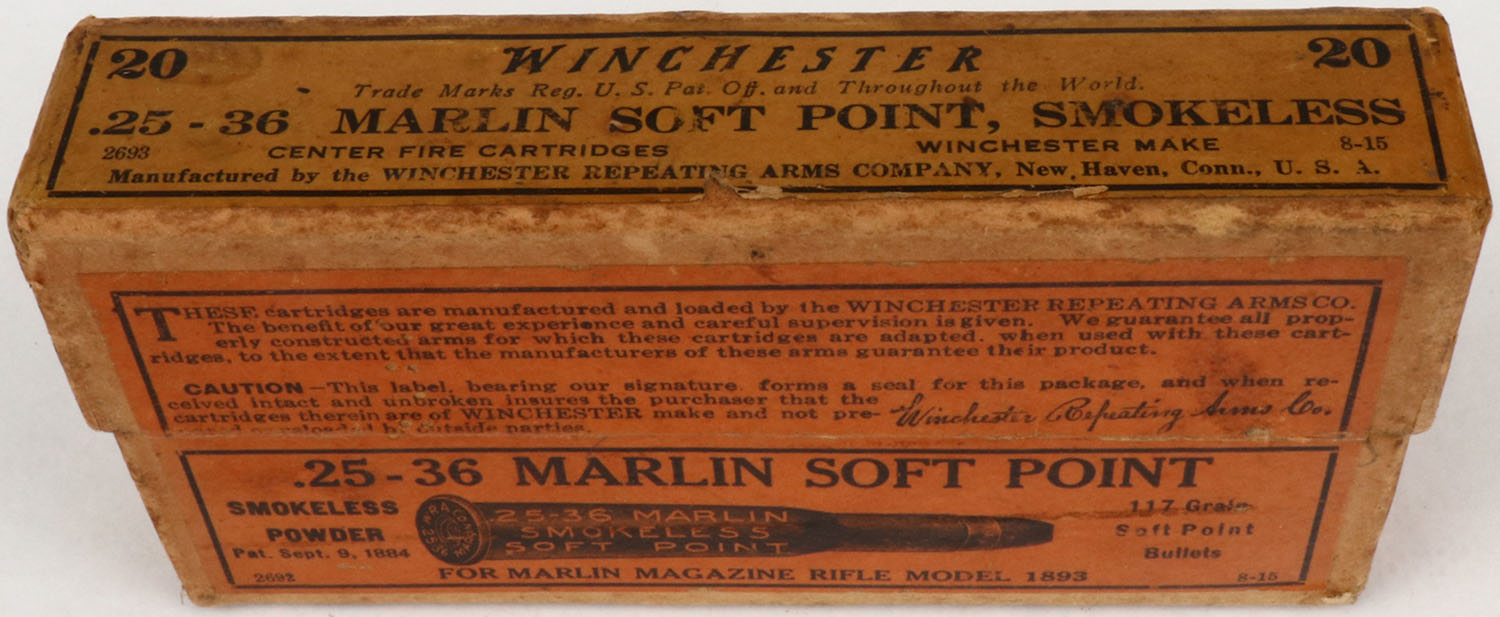 20 WINCHESTER 20
Trade Marks Reg. U. S. Pat. Off. and Throughout the World.
.25-36 MARLIN SOFT POINT, SMOKELESS
2693 CENTER FIRE CARTRIDGES WINCHESTER MAKE 8-15
Manufactured by the WINCHESTER REPEATING ARMS COMPANY, New Haven, Conn., U. S. A.
THESE cartridges are manufactured and loaded by the WINCHESTER REPEATING ARMS CO.
The benefit of our great experience and careful supervision is given. We guarantee all prop-
erly constructed arms for which these cartridges are adapted. when used with these cart-
ridges, to the extent that the manufacturers of these arms guarantee their product.
CAUTION—This label, bearing our signature, forms a seal for this package, and when re-
ceived intact and unbroken insures the purchaser that the
cartridges therein are of WINCHESTER make and not pre-
outside parties.
Winchester Repeating Arms Co.
.25-36 MARLIN SOFT POINT
SMOKELESS
POWDER
Pat. Sept. 9, 1884
2692
W.R.A.CO.
25-36 MARLIN
SMOKELESS
SOFT POINT
117 Grain
Soft Point
Bullets
FOR MARLIN MAGAZINE RIFLE MODEL 1893
8-15